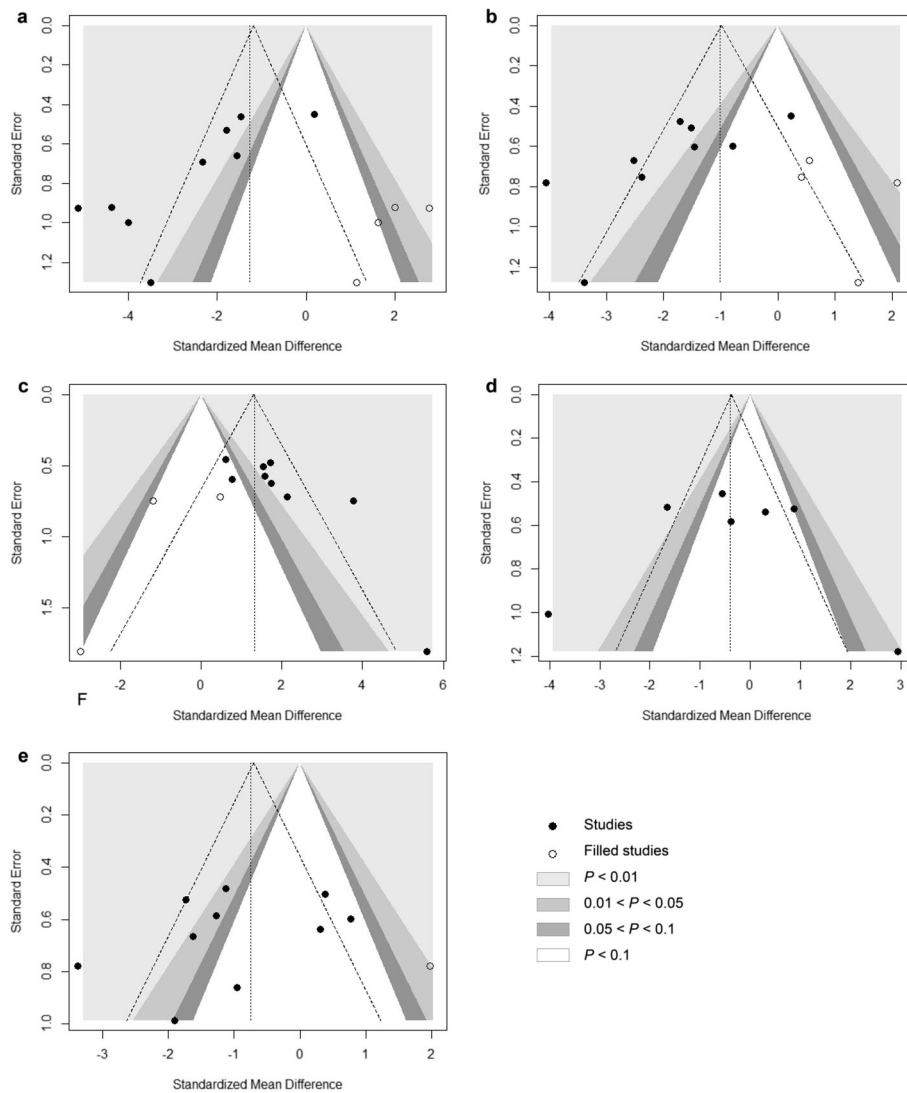 a
0.0
0.2
0.4
0.6
0.8
1.0
1.2
Standard Error
-4
-2
0
2
Standardized Mean Difference
b
0.0
0.2
0.4
0.6
0.8
1.0
1.2
Standard Error
-4
-3
-2
-1
0
1
2
Standardized Mean Difference
c
0.0
0.5
1.0
1.5
Standard Error
-2
0
2
4
6
F
Standardized Mean Difference
d
0.0
0.2
0.4
0.6
0.8
1.0
1.2
Standard Error
-4
-3
-2
-1
0
1
2
3
Standardized Mean Difference
e
0.0
0.2
0.4
0.6
0.8
1.0
Standard Error
-3
-2
-1
0
1
2
Standardized Mean Difference
Studies
Filled studies
P < 0.01
0.01 < P < 0.05
0.05 < P < 0.1
P < 0.1